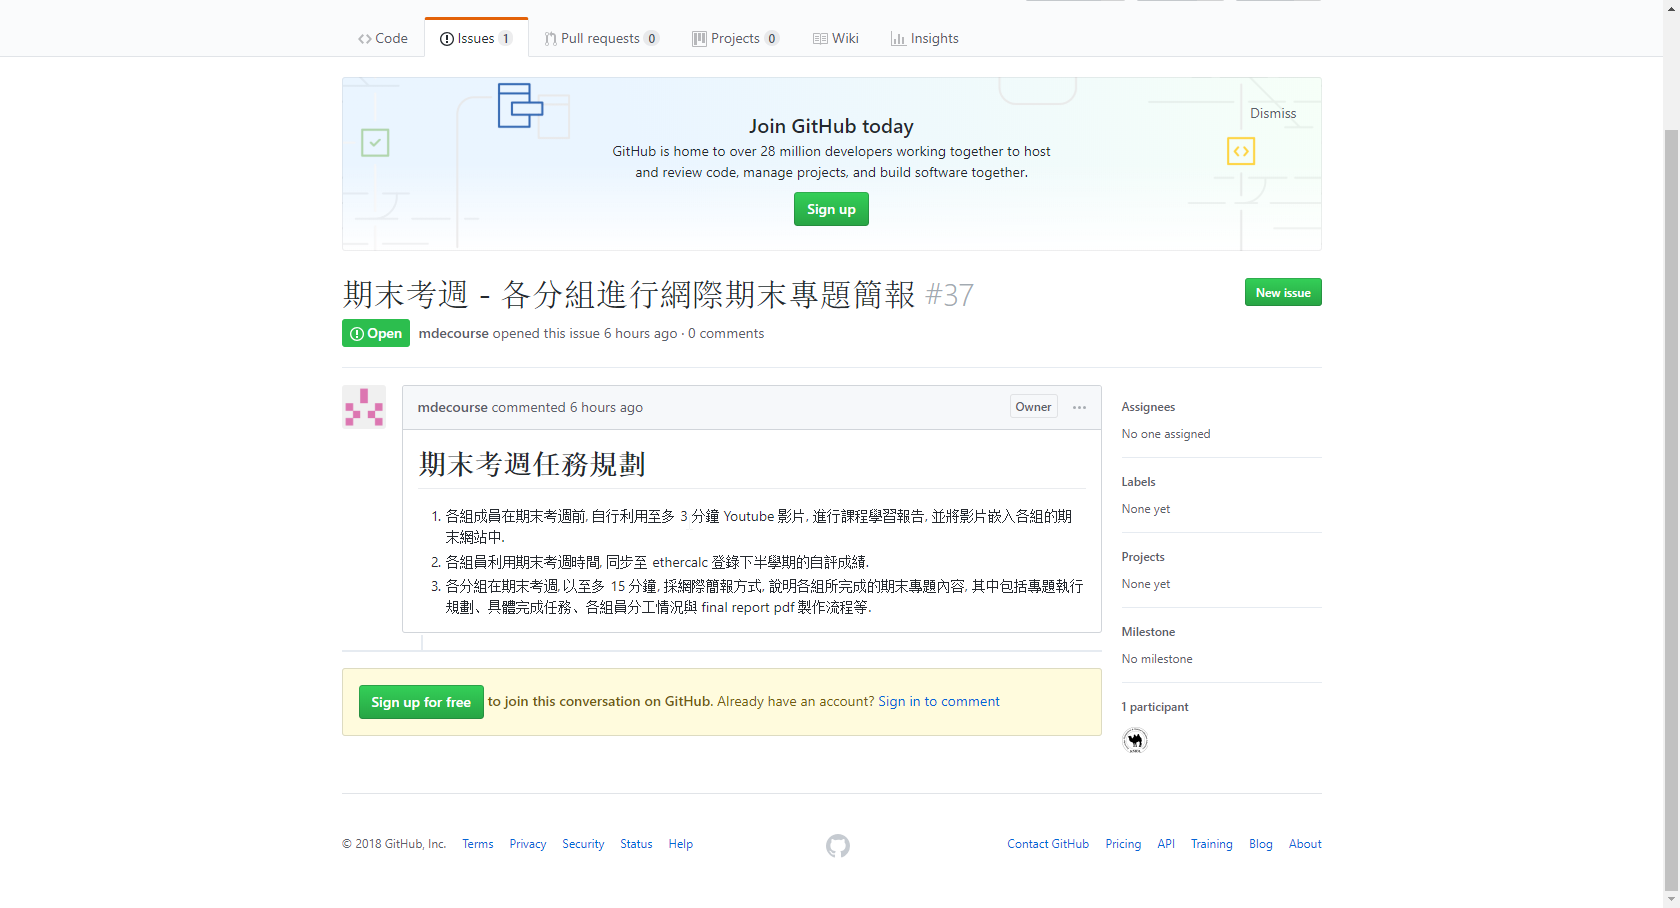 Code Issues 1 Pull requests 0 Projects 0 Wiki Insights
Dismiss
Join GitHub today
GitHub is home to over 28 million developers working together to host
and review code, manage projects, and build software together.
Sign up
期末考週 - 各分組進行網際期末專題簡報 #37
New issue
Open mdecourse opened this issue 6 hours ago · 0 comments
mdecourse commented 6 hours ago
Owner
期末考週任務規劃
1. 各組成員在期末考週前, 自行利用至多 3 分鐘 Youtube 影片, 進行課程學習報告, 並將影片嵌入各組的期
末網站中.
2. 各組員利用期末考週時間, 同步至 ethercalc 登錄下半學期的自評成績.
3. 各分組在期末考週, 以至多 15 分鐘, 採網際簡報方式, 說明各組所完成的期末專題內容, 其中包括專題執行
規劃、具體完成任務、各組員分工情況與 final report pdf 製作流程等.
Assignees
No one assigned
Labels
None yet
Projects
None yet
Milestone
No milestone
1 participant
Sign up for free to join this conversation on GitHub. Already have an account? Sign in to comment
© 2018 GitHub, Inc. Terms Privacy Security Status Help
Contact GitHub Pricing API Training Blog About